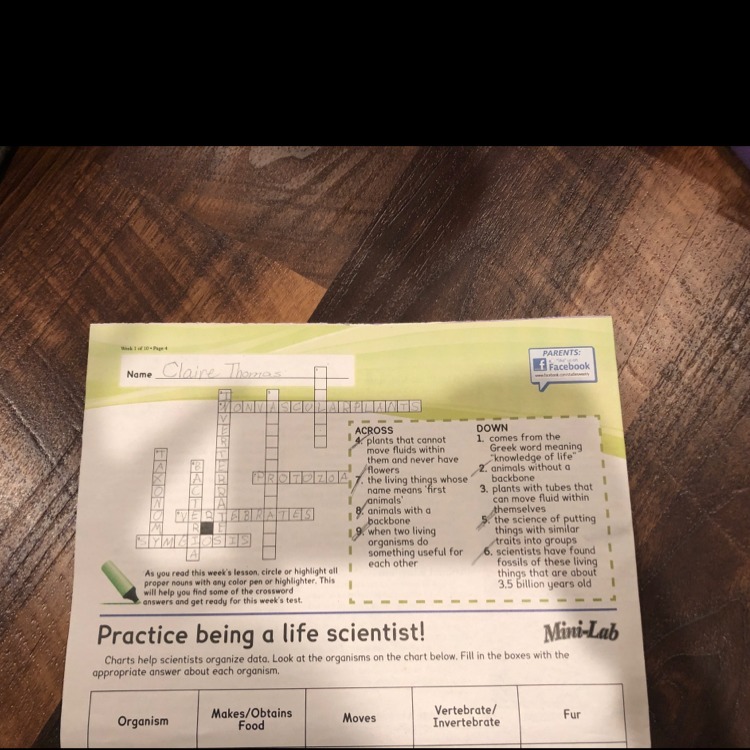 Week 1 of 10 • Page 4
Name Claire Thomas
PARENTS:
"like" us on
Facebook
NONVASCULARPLANTS
INVERTEBRATES
TAXONOMY
BACTERIA
PROTOZOA
VERTEBRATES
SYMBIOSIS
ACROSS
4. plants that cannot
move fluids within
them and never have
flowers
7. the living things whose
name means "first
animals"
8. animals with a
backbone
9. when two living
organisms do
something useful for
each other
DOWN
1. comes from the
Greek word meaning
"knowledge of life"
2. animals without a
backbone
3. plants with tubes that
can move fluid within
themselves
5. the science of putting
things with similar
traits into groups
6. scientists have found
fossils of these living
things that are about
3.5 billion years old
As you read this week's lesson, circle or highlight all
proper nouns with any color pen or highlighter. This
will help you find some of the crossword
answers and get ready for this week's test.
Practice being a life scientist!
Mini-Lab
Charts help scientists organize data. Look at the organisms on the chart below. Fill in the boxes with the
appropriate answer about each organism.
Organism
Makes/Obtains
Food
Moves
Vertebrate/
Invertebrate
Fur